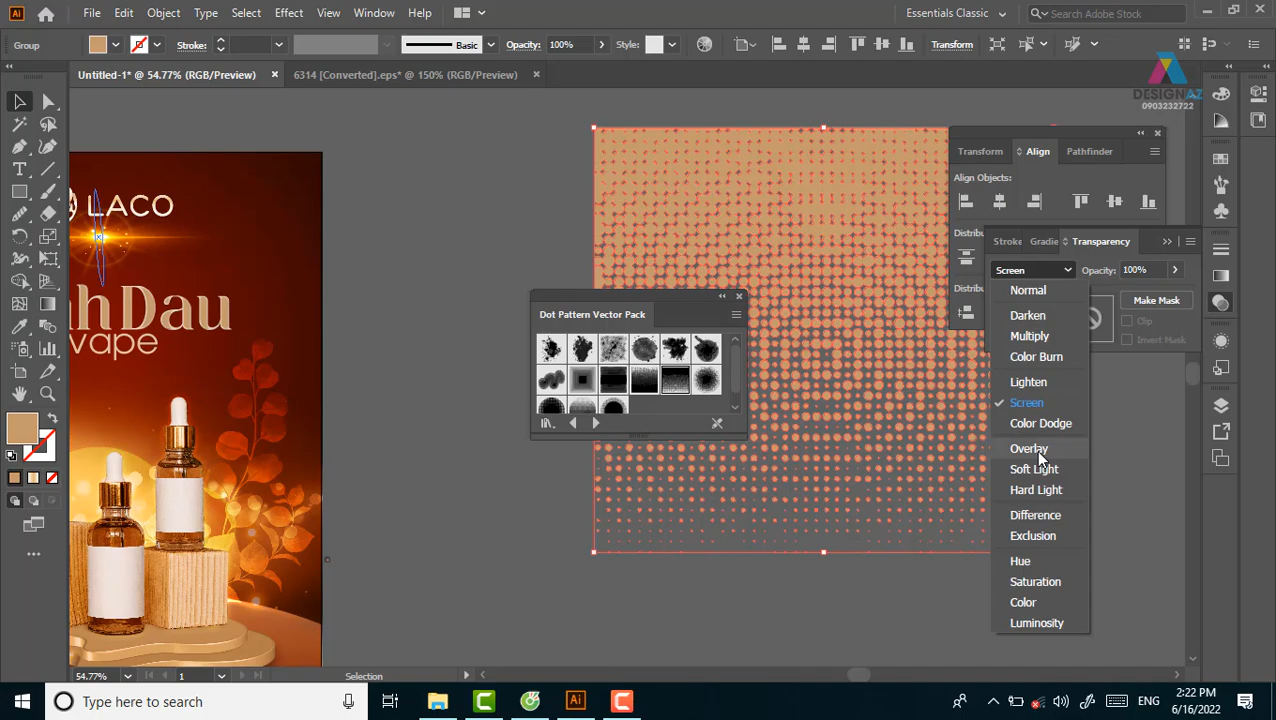 Ai File Edit Object Type Select Effect View Window Help Essentials Classic Search Adobe Stock
Group Stroke: Basic Opacity: 100% Style: Transform
Untitled-1* @ 54.77% (RGB/Preview) × 6314 [Converted].eps* @ 150% (RGB/Preview) ×
DESIGNAZ
0903232722
Transform Align Pathfinder
Align Objects:
LACO
Stroke Gradie Transparency
Screen Opacity: 100%
Normal
Make Mask
Darken
Clip
Dot Pattern Vector Pack
Multiply
Invert Mask
hDau
vape
Color Burn
Lighten
Screen
Color Dodge
Overlay
Soft Light
Hard Light
Difference
Exclusion
Hue
Saturation
Color
Luminosity
54.77% 1 Selection
Type here to search
Ai
ENG
2:22 PM
6/16/2022